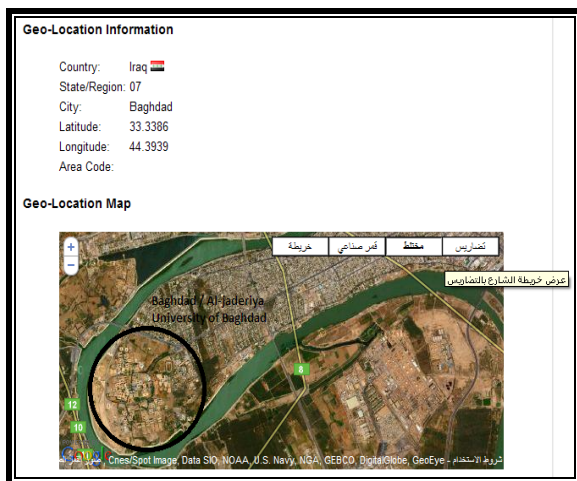 Geo-Location Information
Country: Iraq
State/Region: 07
City: Baghdad
Latitude: 33.3386
Longitude: 44.3939
Area Code:
Geo-Location Map
+
−
خريطة
قمر صناعي
مختلط
تضاريس
عرض خريطة الشارع بالتضاريس
Baghdad / Al-Jaderiya
University of Baghdad
8
12
10
Cnes/Spot Image, Data SIO, NOAA, U.S. Navy, NGA, GEBCO, DigitalGlobe, GeoEye - شروط الاستخدام